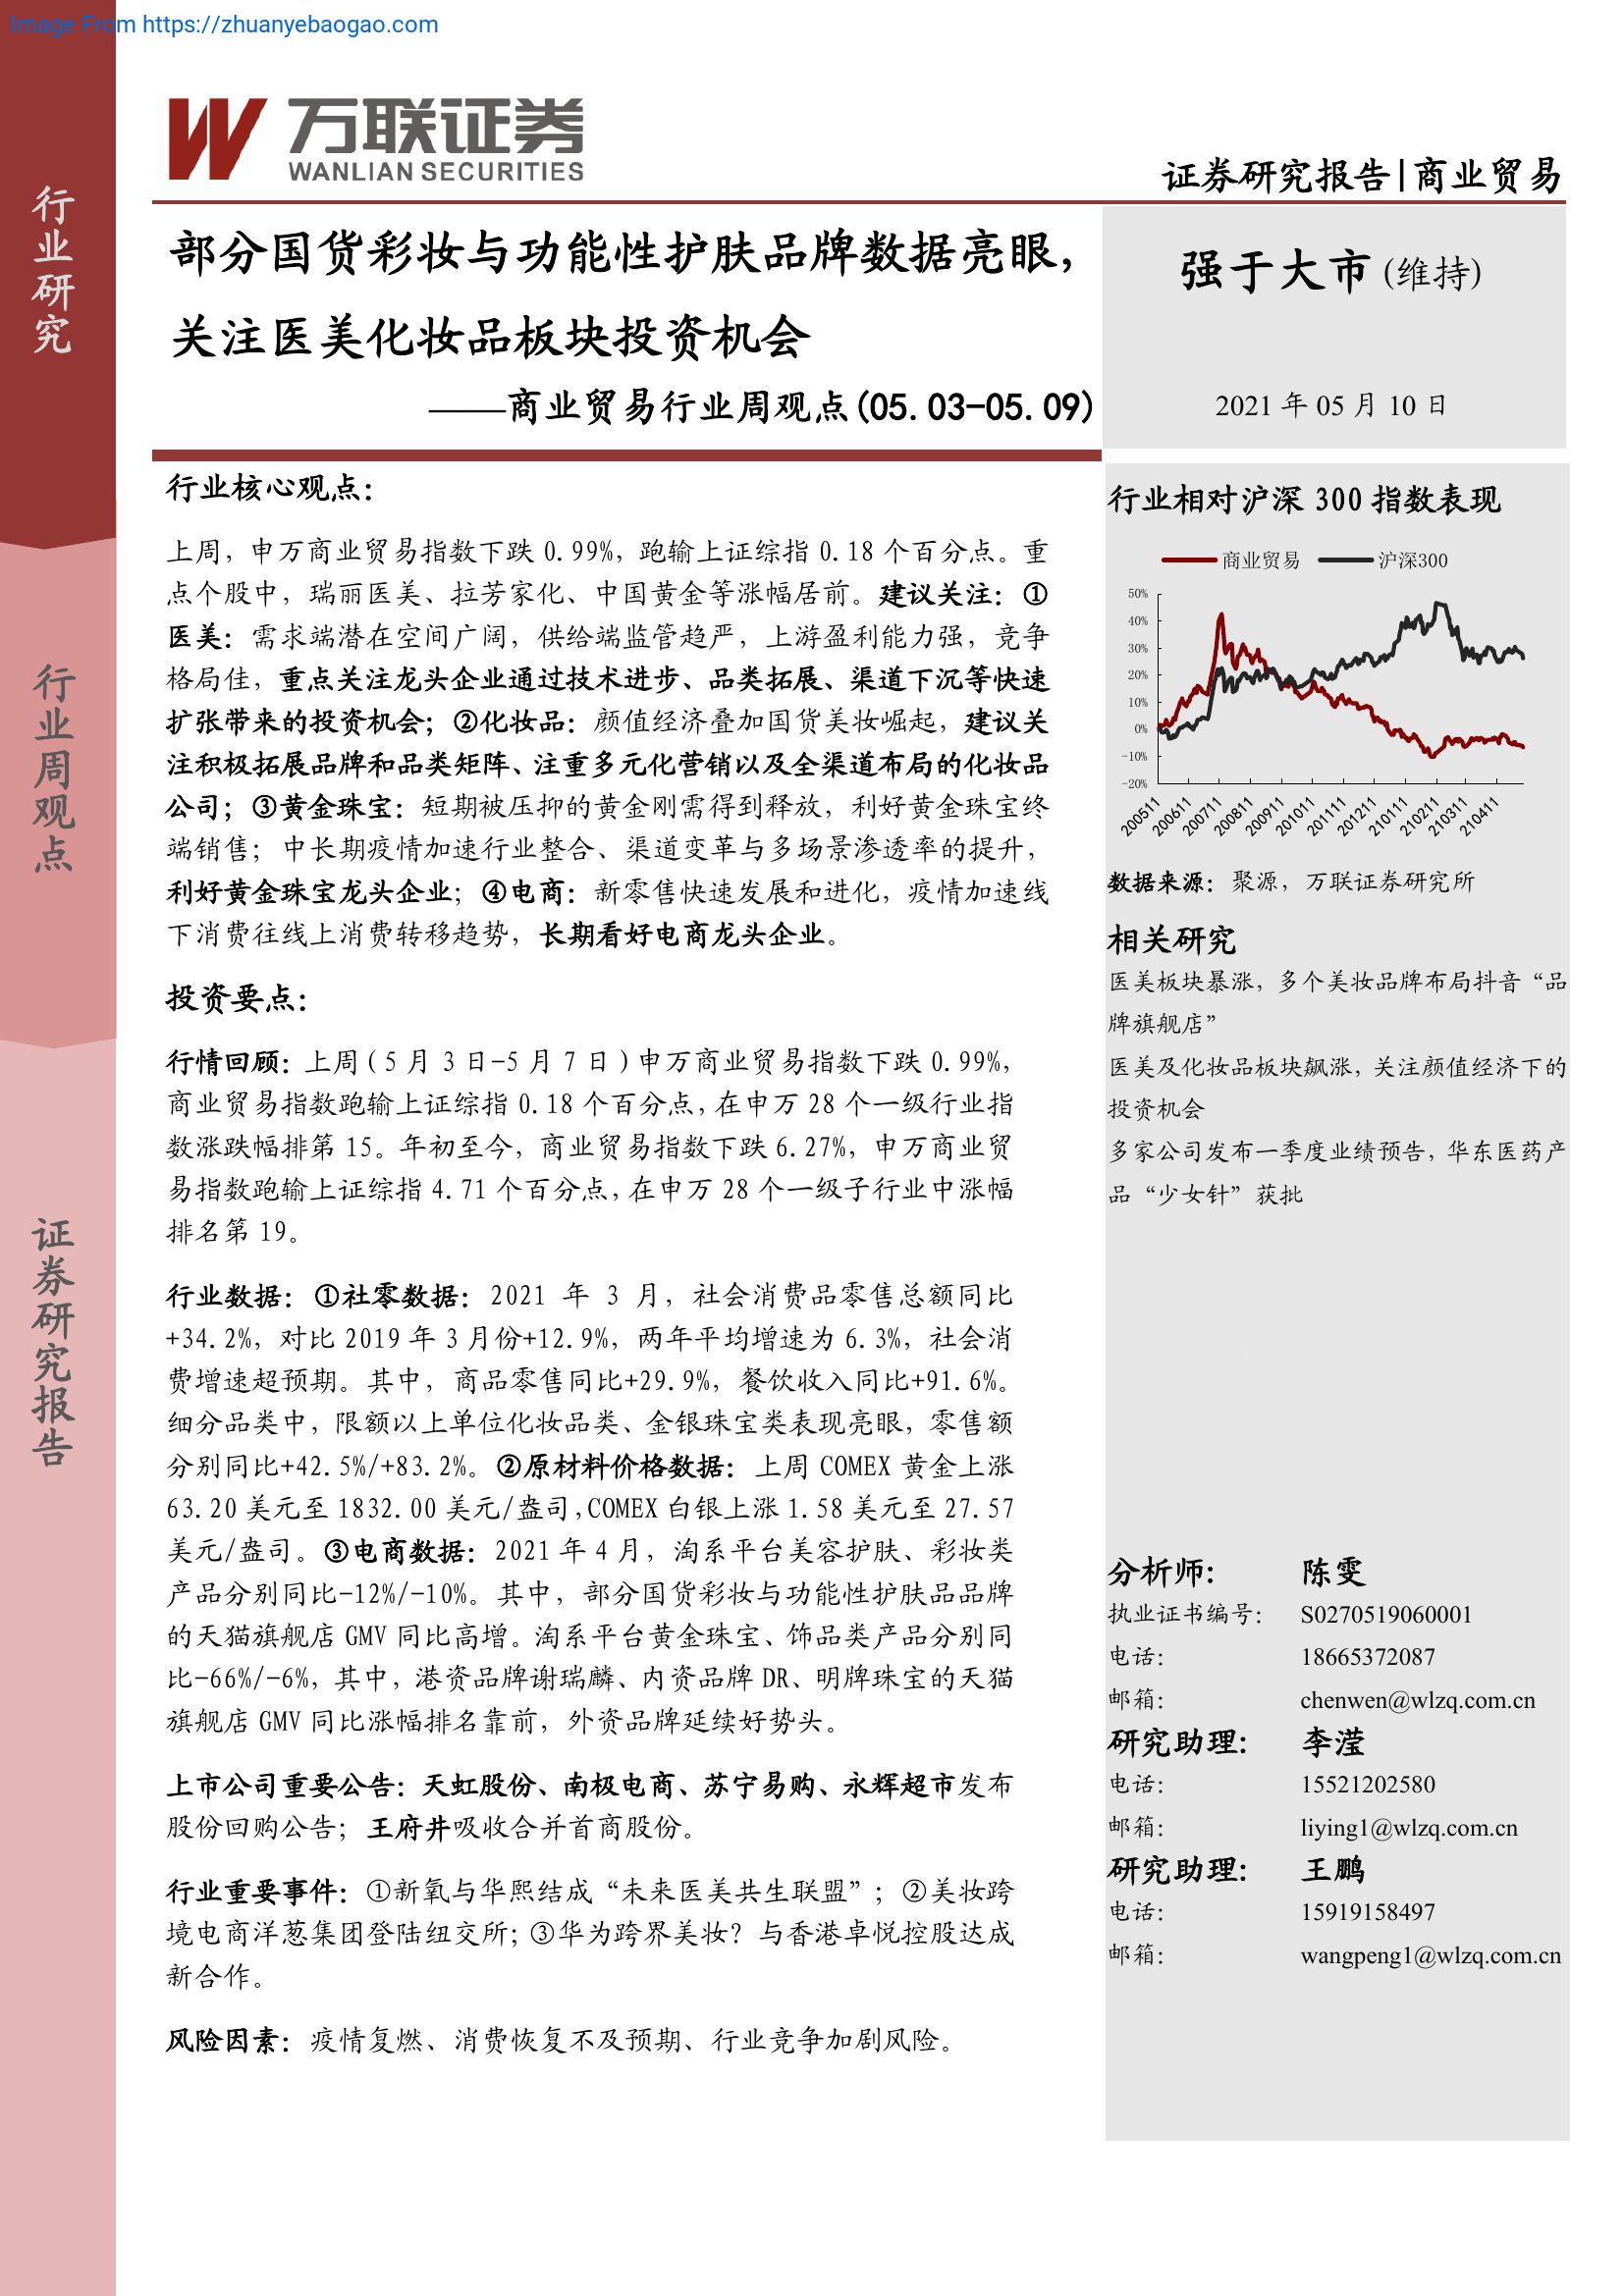 Image From https://zhuanyebaogao.com
万联证券
WANLIAN SECURITIES
证券研究报告|商业贸易
行业研究
行业周观点
证券研究报告
部分国货彩妆与功能性护肤品牌数据亮眼，
关注医美化妆品板块投资机会
——商业贸易行业周观点(05.03-05.09)
强于大市(维持)
2021 年 05 月 10 日
行业核心观点：
上周，申万商业贸易指数下跌 0.99%，跑输上证综指 0.18 个百分点。重
点个股中，瑞丽医美、拉芳家化、中国黄金等涨幅居前。建议关注：①
医美：需求端潜在空间广阔，供给端监管趋严，上游盈利能力强，竞争
格局佳，重点关注龙头企业通过技术进步、品类拓展、渠道下沉等快速
扩张带来的投资机会；②化妆品：颜值经济叠加国货美妆崛起，建议关
注积极拓展品牌和品类矩阵、注重多元化营销以及全渠道布局的化妆品
公司；③黄金珠宝：短期被压抑的黄金刚需得到释放，利好黄金珠宝终
端销售；中长期疫情加速行业整合、渠道变革与多场景渗透率的提升，
利好黄金珠宝龙头企业；④电商：新零售快速发展和进化，疫情加速线
下消费往线上消费转移趋势，长期看好电商龙头企业。
投资要点：
行情回顾：上周(5 月 3 日-5 月 7 日)申万商业贸易指数下跌 0.99%，
商业贸易指数跑输上证综指 0.18 个百分点，在申万 28 个一级行业指
数涨跌幅排第 15。年初至今，商业贸易指数下跌 6.27%，申万商业贸
易指数跑输上证综指 4.71 个百分点，在申万 28 个一级子行业中涨幅
排名第 19。
行业数据：①社零数据：2021 年 3 月，社会消费品零售总额同比
+34.2%，对比 2019 年 3 月份+12.9%，两年平均增速为 6.3%，社会消
费增速超预期。其中，商品零售同比+29.9%，餐饮收入同比+91.6%。
细分品类中，限额以上单位化妆品类、金银珠宝类表现亮眼，零售额
分别同比+42.5%/+83.2%。②原材料价格数据：上周 COMEX 黄金上涨
63.20 美元至 1832.00 美元/盎司，COMEX 白银上涨 1.58 美元至 27.57
美元/盎司。③电商数据：2021 年 4 月，淘系平台美容护肤、彩妆类
产品分别同比-12%/-10%。其中，部分国货彩妆与功能性护肤品品牌
的天猫旗舰店 GMV 同比高增。淘系平台黄金珠宝、饰品类产品分别同
比-66%/-6%，其中，港资品牌谢瑞麟、内资品牌 DR、明牌珠宝的天猫
旗舰店 GMV 同比涨幅排名靠前，外资品牌延续好势头。
上市公司重要公告：天虹股份、南极电商、苏宁易购、永辉超市发布
股份回购公告；王府井吸收合并首商股份。
行业重要事件：①新氧与华熙结成“未来医美共生联盟”；②美妆跨
境电商洋葱集团登陆纽交所；③华为跨界美妆？与香港卓悦控股达成
新合作。
风险因素：疫情复燃、消费恢复不及预期、行业竞争加剧风险。
行业相对沪深 300 指数表现
商业贸易 沪深300
50%
40%
30%
20%
10%
0%
-10%
-20%
200511 200611 200711 200811 200911 201011 201111 201211 210111 210211 210311 210411
数据来源：聚源，万联证券研究所
相关研究
医美板块暴涨，多个美妆品牌布局抖音“品
牌旗舰店”
医美及化妆品板块飙涨，关注颜值经济下的
投资机会
多家公司发布一季度业绩预告，华东医药产
品“少女针”获批
分析师: 陈雯
执业证书编号： S0270519060001
电话： 18665372087
邮箱： chenwen@wlzq.com.cn
研究助理: 李滢
电话： 15521202580
邮箱： liying1@wlzq.com.cn
研究助理: 王鹏
电话： 15919158497
邮箱： wangpeng1@wlzq.com.cn